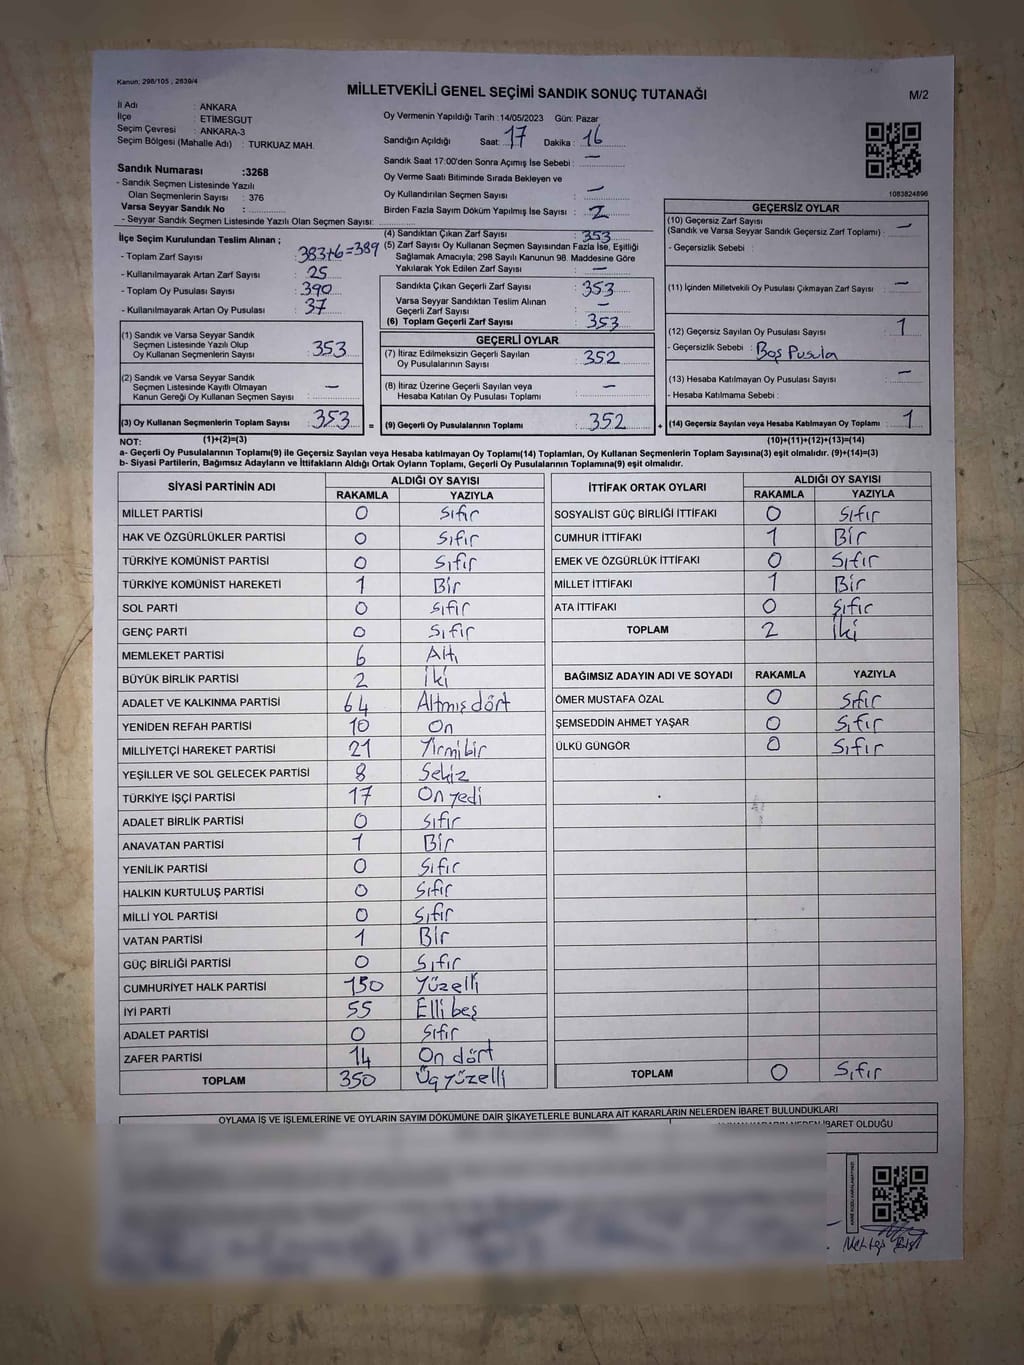 Kanun: 298/105 , 2839/4
MİLLETVEKİLİ GENEL SEÇİMİ SANDIK SONUÇ TUTANAĞI
M/2
İl Adı : ANKARA
İlçe : ETİMESGUT
Seçim Çevresi : ANKARA-3
Seçim Bölgesi (Mahalle Adı) : TURKUAZ MAH.
Sandık Numarası :3268
- Sandık Seçmen Listesinde Yazılı
Olan Seçmenlerin Sayısı : 376
Varsa Seyyar Sandık No :
- Seyyar Sandık Seçmen Listesinde Yazılı Olan Seçmen Sayısı:
Oy Vermenin Yapıldığı Tarih :14/05/2023 Gün: Pazar
Sandığın Açıldığı Saat: 17 Dakika : 16
Sandık Saat 17:00'den Sonra Açımış İse Sebebi : —
Oy Verme Saati Bitiminde Sırada Bekleyen ve
Oy Kullandırılan Seçmen Sayısı : —
Birden Fazla Sayım Döküm Yapılmış İse Sayısı : 2
1083824896
İlçe Seçim Kurulundan Teslim Alınan ;
- Toplam Zarf Sayısı : 383+6=389
- Kullanılmayarak Artan Zarf Sayısı : 25
- Toplam Oy Pusulası Sayısı : 390
- Kullanılmayarak Artan Oy Pusulası : 37
(4) Sandıktan Çıkan Zarf Sayısı : 353
(5) Zarf Sayısı Oy Kullanan Seçmen Sayısından Fazla İse, Eşitliği
Sağlamak Amacıyla; 298 Sayılı Kanunun 98. Maddesine Göre
Yakılarak Yok Edilen Zarf Sayısı : —
Sandıkta Çıkan Geçerli Zarf Sayısı : 353
Varsa Seyyar Sandıktan Teslim Alınan
Geçerli Zarf Sayısı : —
(6) Toplam Geçerli Zarf Sayısı : 353
GEÇERSİZ OYLAR
(10) Geçersiz Zarf Sayısı
(Sandık ve Varsa Seyyar Sandık Geçersiz Zarf Toplamı) : —
- Geçersizlik Sebebi :
(11) İçinden Milletvekili Oy Pusulası Çıkmayan Zarf Sayısı : —
(12) Geçersiz Sayılan Oy Pusulası Sayısı : 1
- Geçersizlik Sebebi : Boş Pusula
(13) Hesaba Katılmayan Oy Pusulası Sayısı : —
- Hesaba Katılmama Sebebi :
(1) Sandık ve Varsa Seyyar Sandık
Seçmen Listesinde Yazılı Olup
Oy Kullanan Seçmenlerin Sayısı : 353
(2) Sandık ve Varsa Seyyar Sandık
Seçmen Listesinde Kayıtlı Olmayan
Kanun Gereği Oy Kullanan Seçmen Sayısı : —
GEÇERLİ OYLAR
(7) İtiraz Edilmeksizin Geçerli Sayılan
Oy Pusulalarının Sayısı : 352
(8) İtiraz Üzerine Geçerli Sayılan veya
Hesaba Katılan Oy Pusulası Toplamı : —
(3) Oy Kullanan Seçmenlerin Toplam Sayısı : 353 = (9) Geçerli Oy Pusulalarının Toplamı : 352 + (14) Geçersiz Sayılan veya Hesaba Katılmayan Oy Toplamı : 1
NOT: (1)+(2)=(3) (10)+(11)+(12)+(13)=(14)
a- Geçerli Oy Pusulalarının Toplamı(9) ile Geçersiz Sayılan veya Hesaba katılmayan Oy Toplamı(14) Toplamları, Oy Kullanan Seçmenlerin Toplam Sayısına(3) eşit olmalıdır. (9)+(14)=(3)
b- Siyasi Partilerin, Bağımsız Adayların ve İttifakların Aldığı Ortak Oyların Toplamı, Geçerli Oy Pusulalarının Toplamına(9) eşit olmalıdır.
SİYASİ PARTİNİN ADI ALDIĞI OY SAYISI
RAKAMLA YAZIYLA
MİLLET PARTİSİ 0 Sıfır
HAK VE ÖZGÜRLÜKLER PARTİSİ 0 Sıfır
TÜRKİYE KOMÜNİST PARTİSİ 0 Sıfır
TÜRKİYE KOMÜNİST HAREKETİ 1 Bir
SOL PARTİ 0 Sıfır
GENÇ PARTİ 0 Sıfır
MEMLEKET PARTİSİ 6 Altı
BÜYÜK BİRLİK PARTİSİ 2 İki
ADALET VE KALKINMA PARTİSİ 64 Altmış dört
YENİDEN REFAH PARTİSİ 10 On
MİLLİYETÇİ HAREKET PARTİSİ 21 Yirmi bir
YEŞİLLER VE SOL GELECEK PARTİSİ 8 Sekiz
TÜRKİYE İŞÇİ PARTİSİ 17 On yedi
ADALET BİRLİK PARTİSİ 0 Sıfır
ANAVATAN PARTİSİ 1 Bir
YENİLİK PARTİSİ 0 Sıfır
HALKIN KURTULUŞ PARTİSİ 0 Sıfır
MİLLİ YOL PARTİSİ 0 Sıfır
VATAN PARTİSİ 1 Bir
GÜÇ BİRLİĞİ PARTİSİ 0 Sıfır
CUMHURİYET HALK PARTİSİ 150 Yüzelli
İYİ PARTİ 55 Elli beş
ADALET PARTİSİ 0 Sıfır
ZAFER PARTİSİ 14 On dört
TOPLAM 350 Üç yüzelli
İTTİFAK ORTAK OYLARI ALDIĞI OY SAYISI
RAKAMLA YAZIYLA
SOSYALİST GÜÇ BİRLİĞİ İTTİFAKI 0 Sıfır
CUMHUR İTTİFAKI 1 Bir
EMEK VE ÖZGÜRLÜK İTTİFAKI 0 Sıfır
MİLLET İTTİFAKI 1 Bir
ATA İTTİFAKI 0 Sıfır
TOPLAM 2 İki
BAĞIMSIZ ADAYIN ADI VE SOYADI RAKAMLA YAZIYLA
ÖMER MUSTAFA ÖZAL 0 Sıfır
ŞEMSEDDİN AHMET YAŞAR 0 Sıfır
ÜLKÜ GÜNGÖR 0 Sıfır
TOPLAM 0 Sıfır
OYLAMA İŞ VE İŞLEMLERİNE VE OYLARIN SAYIM DÖKÜMÜNE DAİR ŞİKAYETLERLE BUNLARA AİT KARARLARIN NELERDEN İBARET BULUNDUKLARI
İBARET OLDUĞU